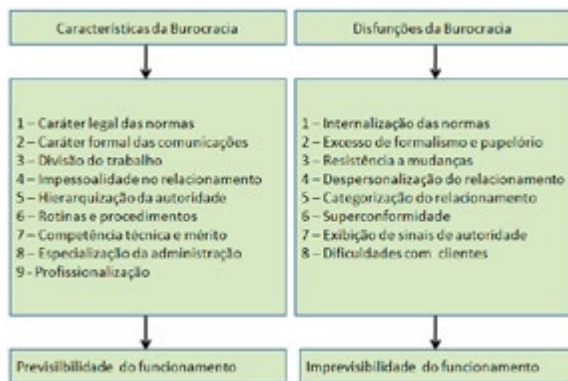 Características da Burocracia
1 – Caráter legal das normas
2 – Caráter formal das comunicações
3 – Divisão do trabalho
4 – Impessoalidade no relacionamento
5 – Hierarquização da autoridade
6 – Rotinas e procedimentos
7 – Competência técnica e mérito
8 – Especialização da administração
9 - Profissionalização
Previsilbilidade do funcionamento
Disfunções da Burocracia
1 – Internalização das normas
2 – Excesso de formalismo e papelório
3 – Resistência a mudanças
4 – Despersonalização do relacionamento
5 – Categorização do relacionamento
6 – Superconformidade
7 – Exibição de sinais de autoridade
8 – Dificuldades com clientes
Imprevisibilidade do funcionamento